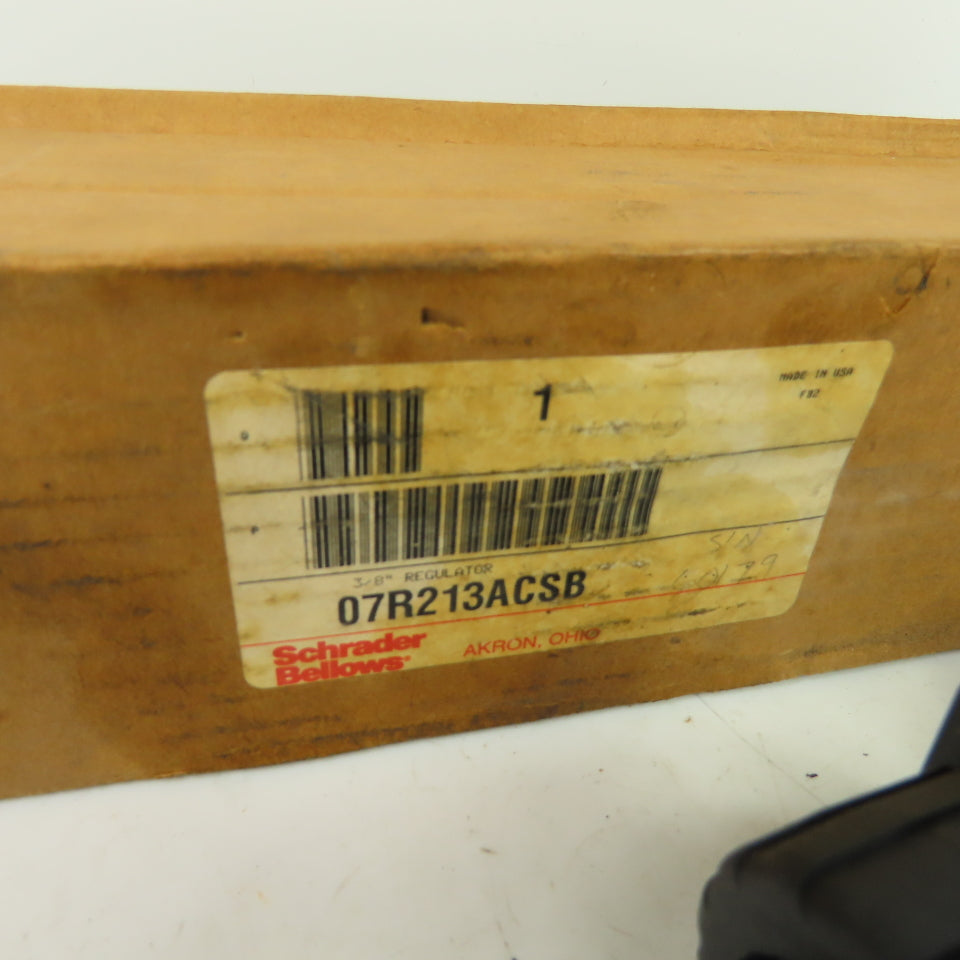 1
MADE IN USA
F92
Q
P
3/8" REGULATOR
07R213ACSB
Schrader
Bellows®
AKRON, OHIO